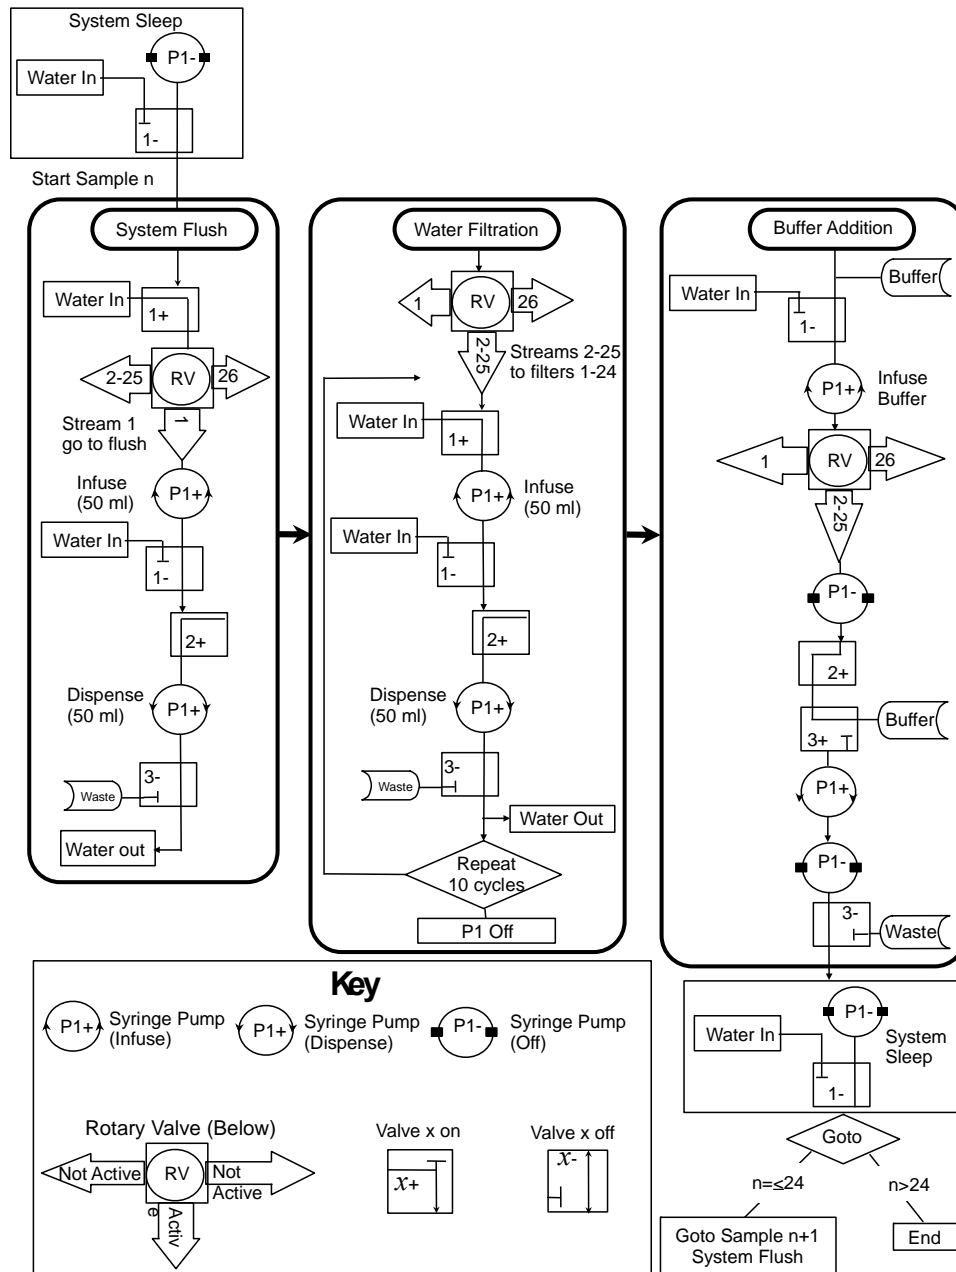 System Sleep
P1-
Water In
1-
Start Sample n
System Flush
Water In
1+
2-25
RV
26
1
Stream 1
go to flush
Infuse
(50 ml)
P1+
Water In
1-
2+
Dispense
(50 ml)
P1+
3-
Waste
Water out
Water Filtration
1
RV
26
2-25
Streams 2-25
to filters 1-24
Water In
1+
P1+
Infuse
(50 ml)
Water In
1-
2+
Dispense
(50 ml)
P1+
3-
Waste
Water Out
Repeat
10 cycles
P1 Off
Buffer Addition
Buffer
Water In
1-
P1+
Infuse
Buffer
1
RV
26
2-25
P1-
2+
Buffer
3+
P1+
P1-
3-
Waste
P1-
Water In
System
Sleep
1-
Goto
n=≤24
n>24
Goto Sample n+1
System Flush
End
Key
P1+
Syringe Pump
(Infuse)
P1+
Syringe Pump
(Dispense)
P1-
Syringe Pump
(Off)
Rotary Valve (Below)
Not Active
RV
Not
Active
Activ
e
Valve x on
x+
Valve x off
x-